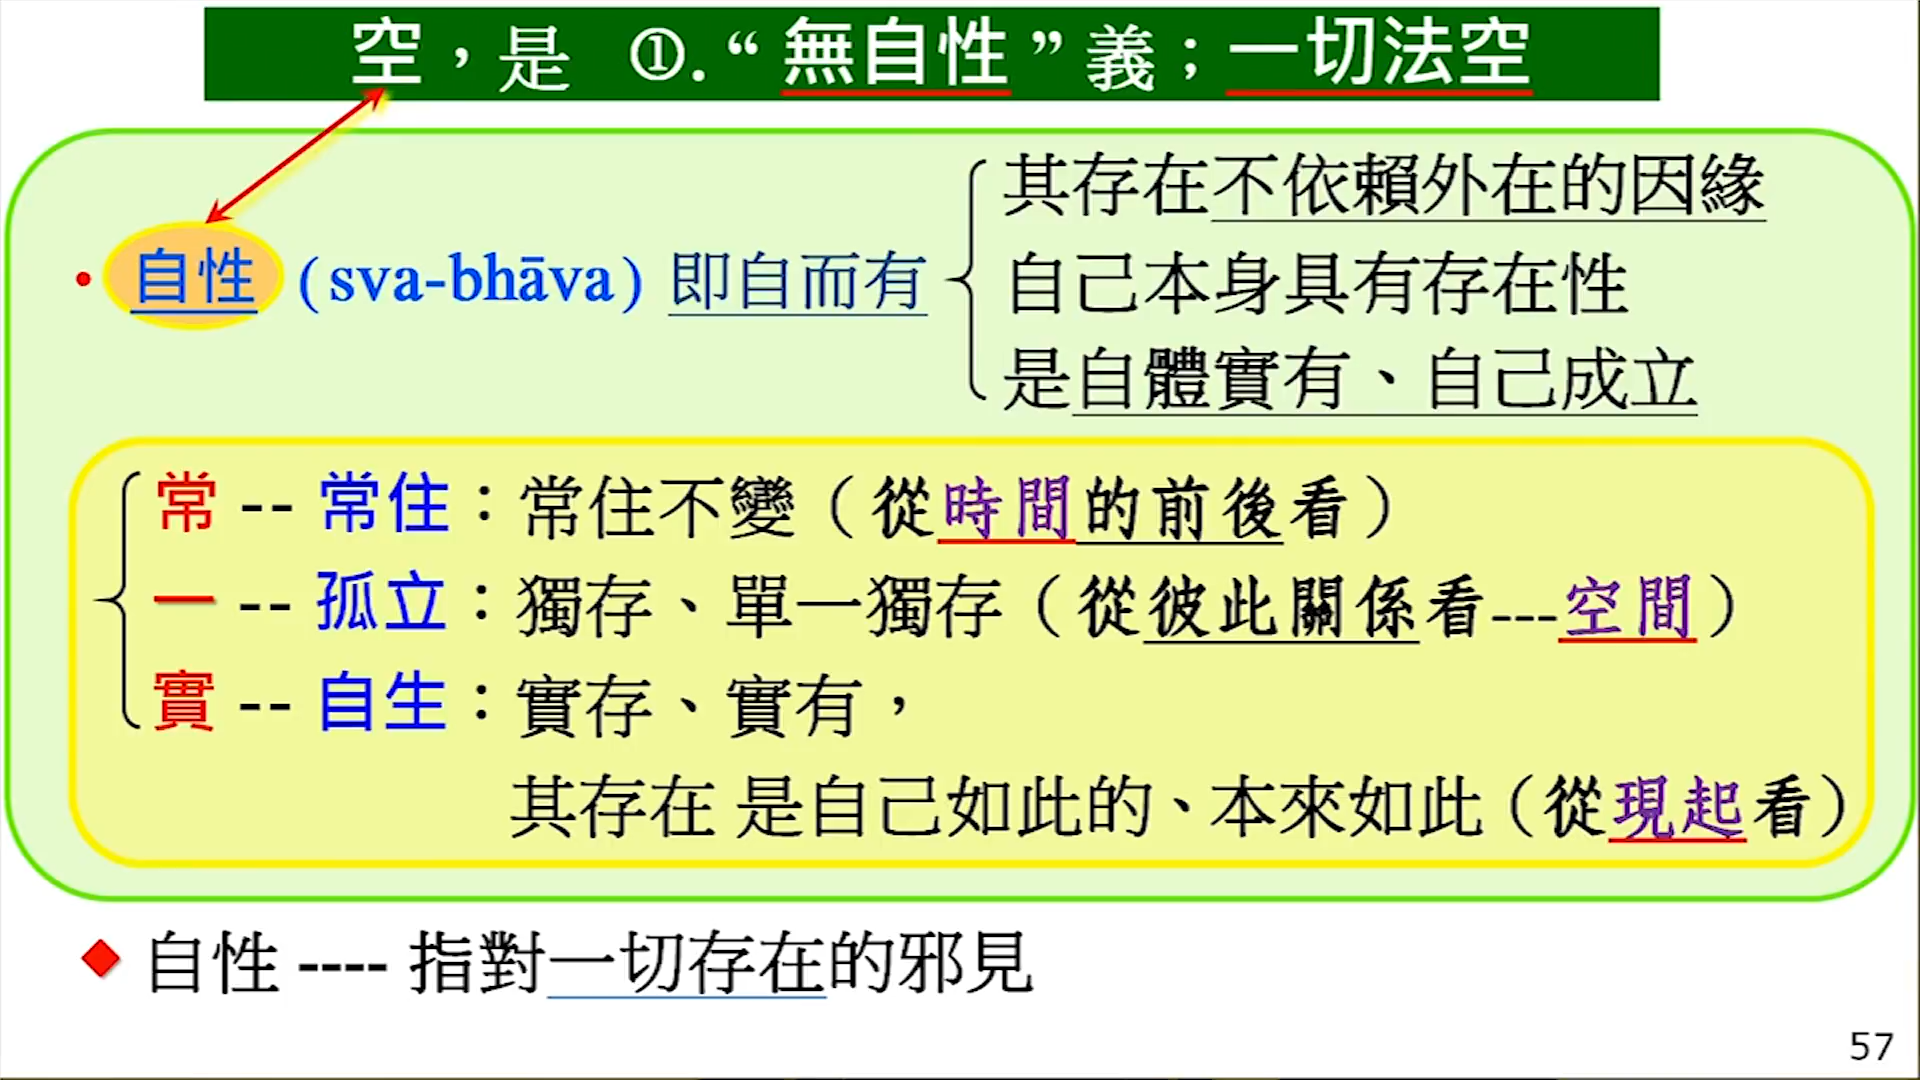 空，是 ①.“無自性”義；一切法空
• 自性 (sva-bhāva) 即自而有
其存在不依賴外在的因緣
自己本身具有存在性
是自體實有、自己成立
常 -- 常住：常住不變（從時間的前後看）
一 -- 孤立：獨存、單一獨存（從彼此關係看---空間）
實 -- 自生：實存、實有，
其存在 是自己如此的、本來如此（從現起看）
◆ 自性 ---- 指對一切存在的邪見
57